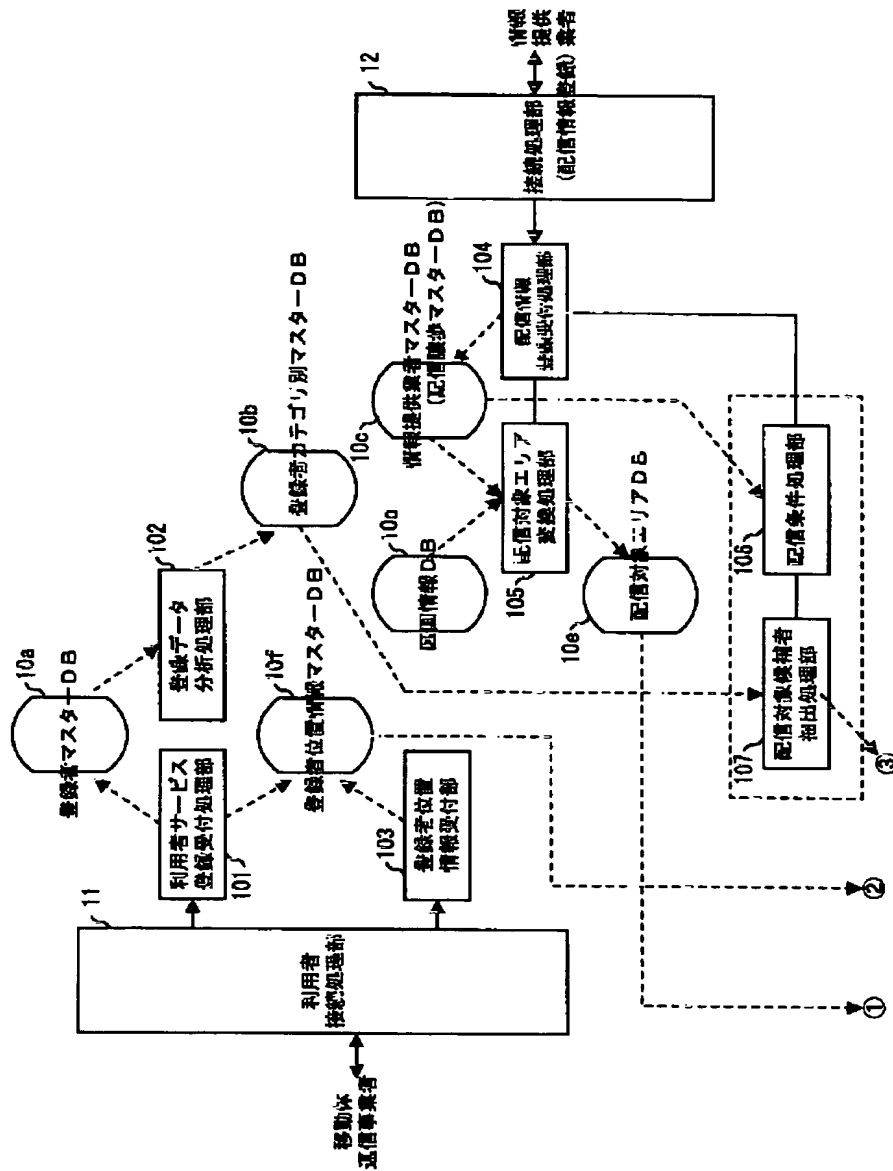 移動体
通信事業者
11
利用者
接続処理部
利用者サービス
登録受付処理部
101
登録者位置
情報受付部
103
10a
登録者マスターDB
登録データ
分析処理部
102
10f
登録者位置情報マスターDB
10b
登録者カテゴリ別マスターDB
10c
情報提供業者マスターDB
(配信譲歩マスターDB)
区画情報DB
配信対象エリア
変換処理部
105
10e
配信対象エリアDB
配信情報
登録受付処理部
104
12
接続処理部
(配信情報登録)
情報
提供
業者
配信条件処理部
106
配信対象候補者
抽出処理部
107
①
②
③